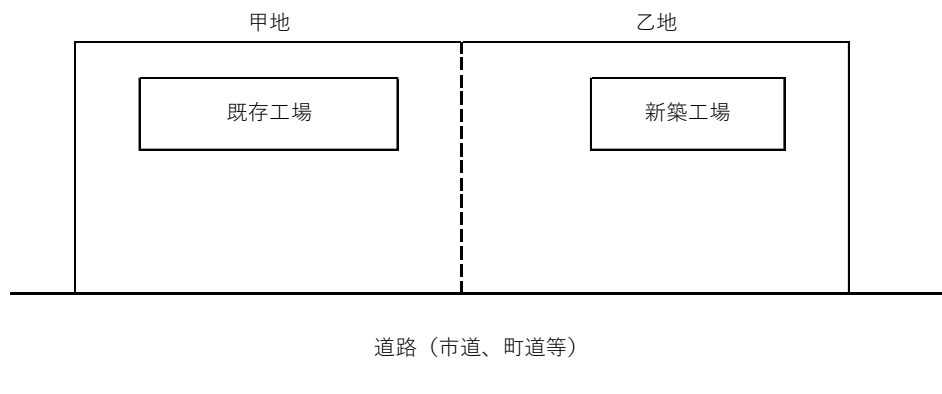 甲地
乙地
既存工場
新築工場
道路（市道、町道等）